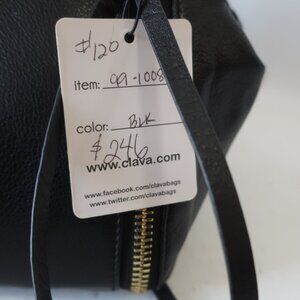 $120
item: 99-1008
color: BLK
$246
www.clava.com
www.facebook.com/clavabags
www.twitter.com/clavabags